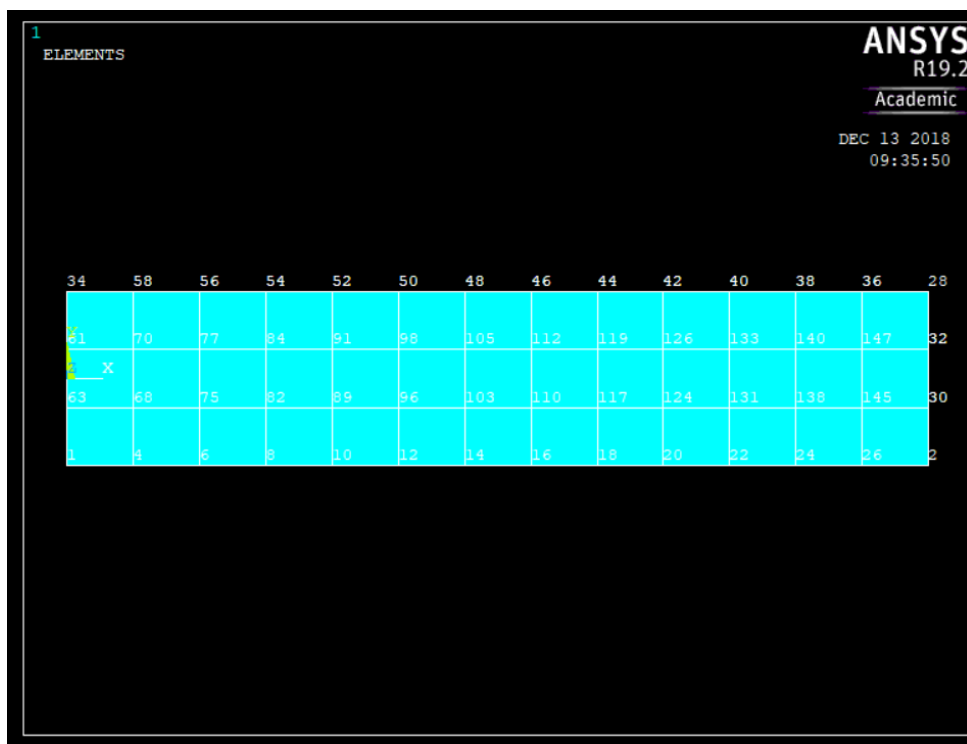 1
ELEMENTS
ANSYS
R19.2
Academic
DEC 13 2018
09:35:50
34 58 56 54 52 50 48 46 44 42 40 38 36 28
Y
61 70 77 84 91 98 105 112 119 126 133 140 147 32
Z X
63 68 75 82 89 96 103 110 117 124 131 138 145 30
1 4 6 8 10 12 14 16 18 20 22 24 26 2